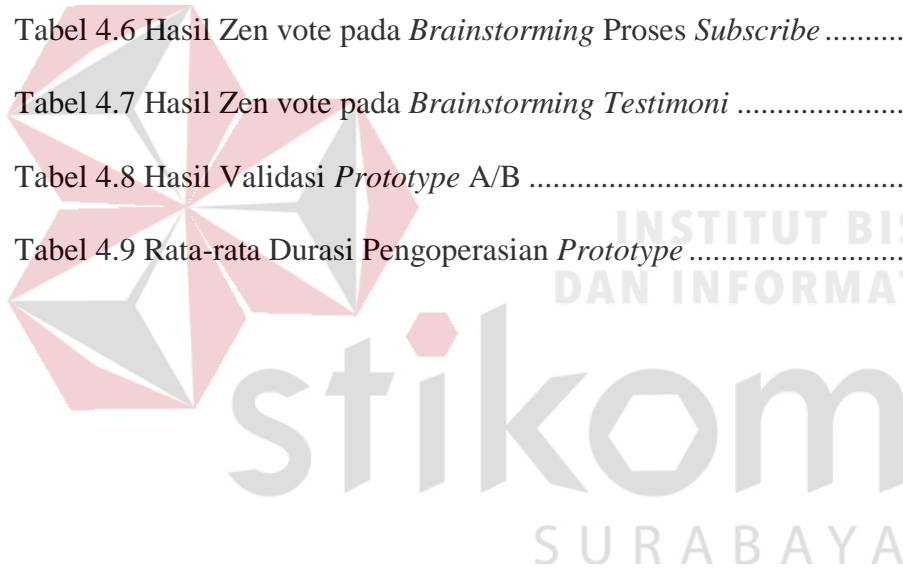 Tabel 4.6 Hasil Zen vote pada Brainstorming Proses Subscribe ..........
Tabel 4.7 Hasil Zen vote pada Brainstorming Testimoni ......................
Tabel 4.8 Hasil Validasi Prototype A/B .................................................
INSTITUT BIS
Tabel 4.9 Rata-rata Durasi Pengoperasian Prototype ...........................
DAN INFORMAT
stikom
SURABAYA